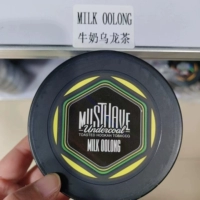 MILK OOLONG
牛奶乌龙茶
MUSTHAVE
Undercoal
TOASTED HOOKAH TOBACCO
MILK OOLONG